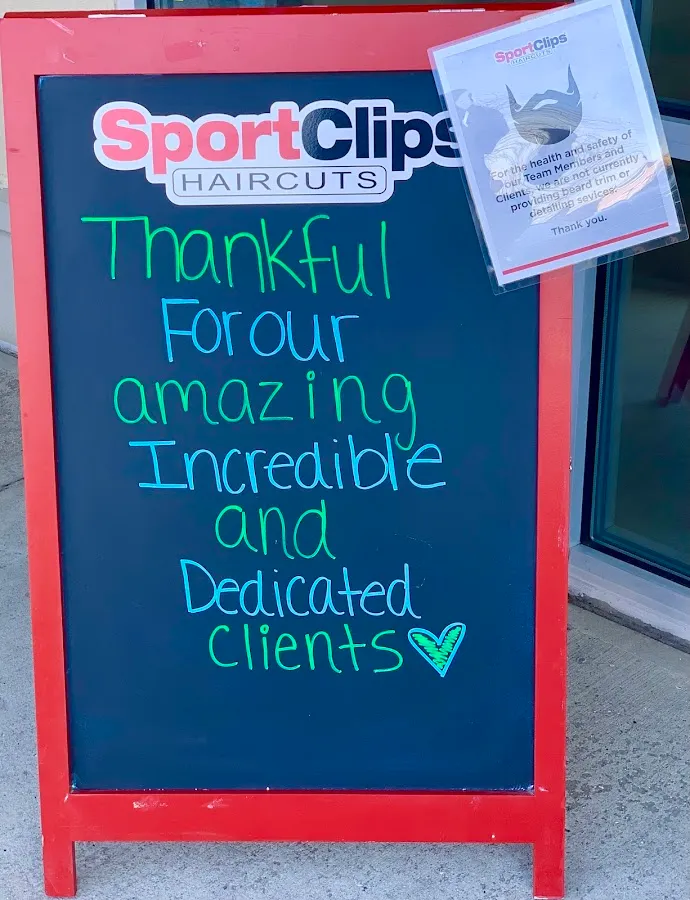 SportClips
HAIRCUTS
Thankful
For our
amazing
Incredible
and
Dedicated
clients
SportClips
HAIRCUTS
For the health and safety of
our Team Members and
Clients, we are not currently
providing beard trim or
detailing sevices.
Thank you.